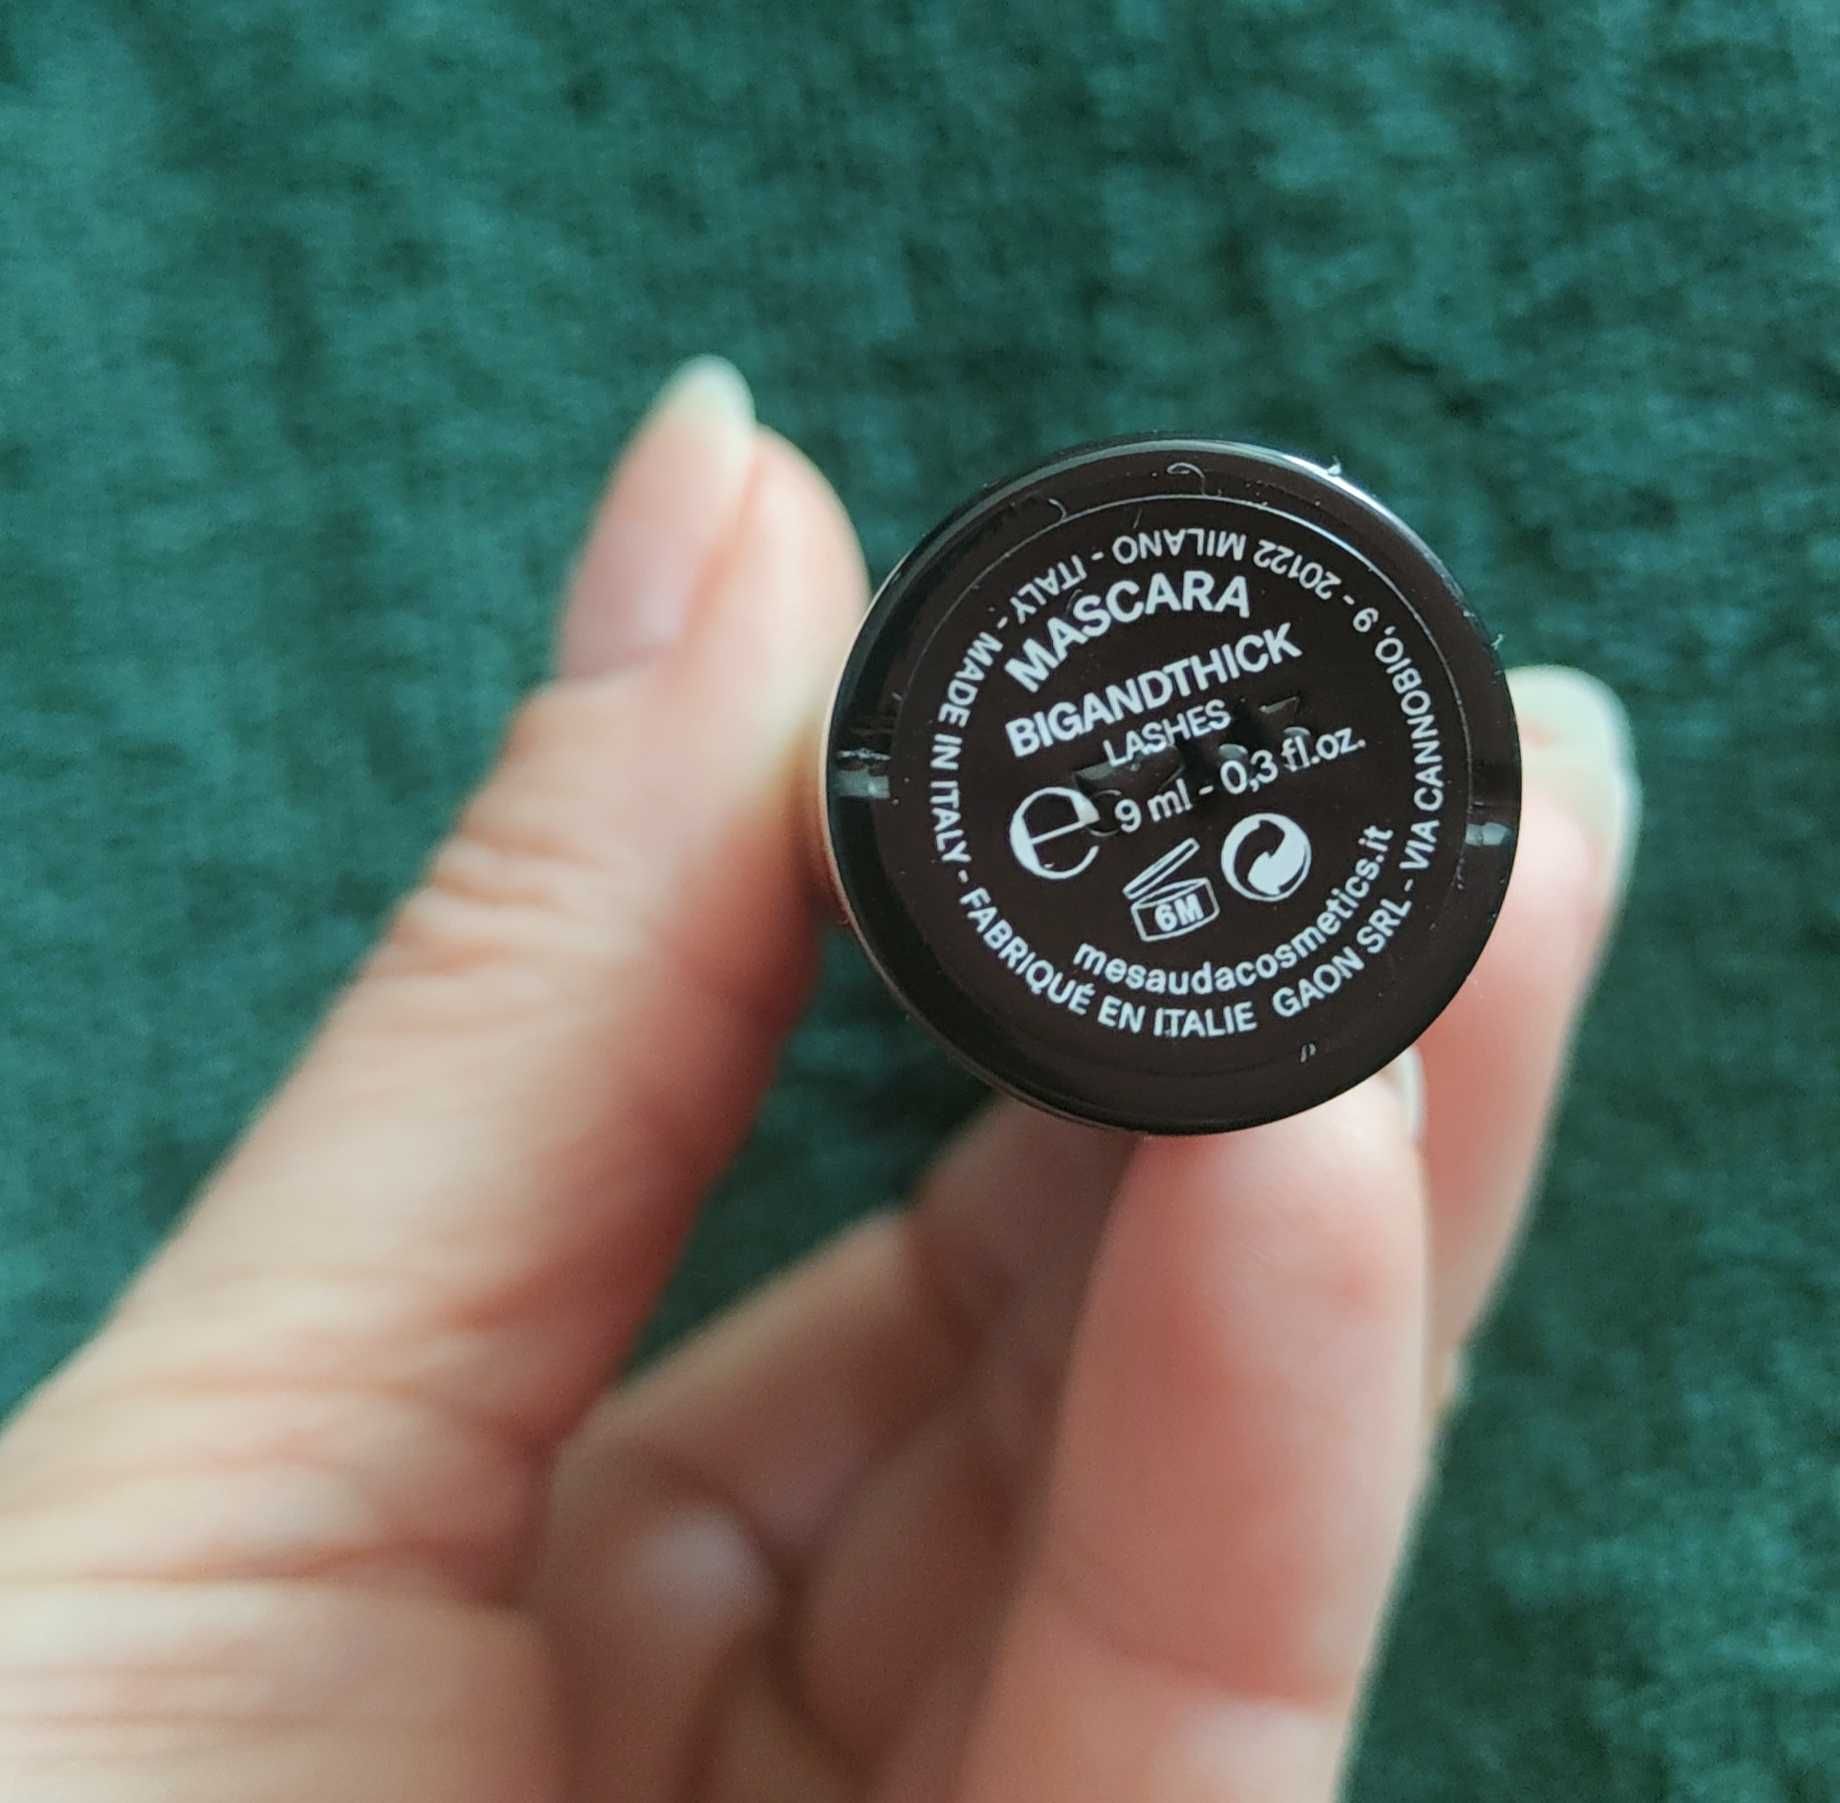 MASCARA
BIGANDTHICK
LASHES
e 9 ml - 0,3 fl.oz.
6M
mesaudacosmetics.it
GAON SRL - VIA CANNOBIO, 9 - 20122 MILANO - ITALY - MADE IN ITALY - FABRIQUÉ EN ITALIE